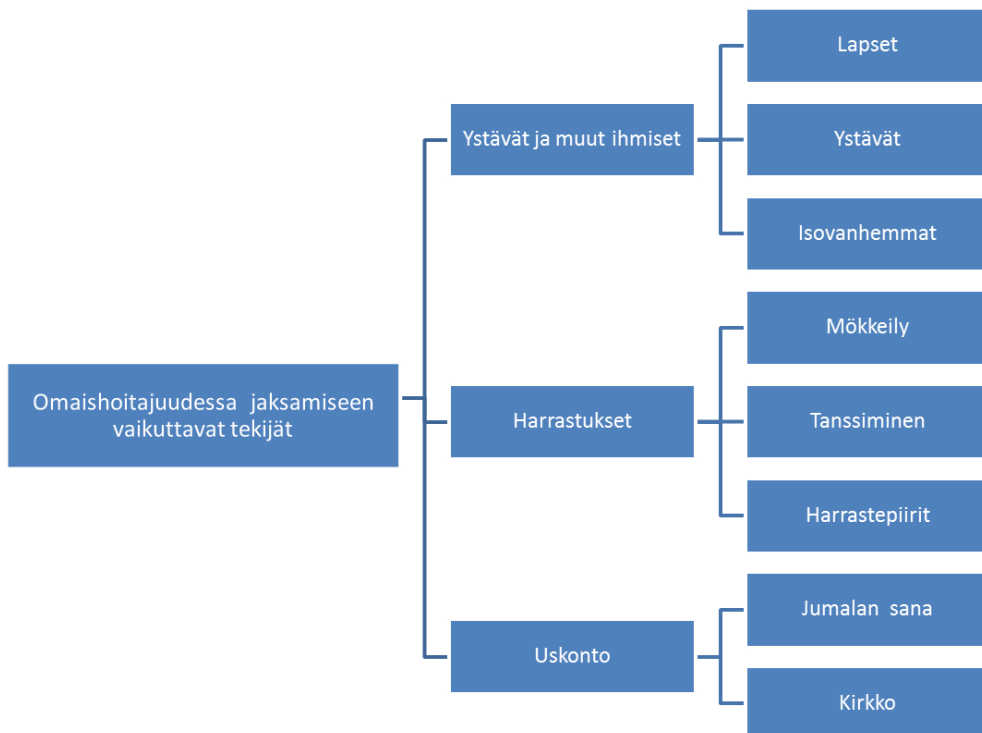 Omaishoitajuudessa jaksamiseen
vaikuttavat tekijät
Ystävät ja muut ihmiset
Lapset
Ystävät
Isovanhemmat
Harrastukset
Mökkeily
Tanssiminen
Harrastepiirit
Uskonto
Jumalan sana
Kirkko